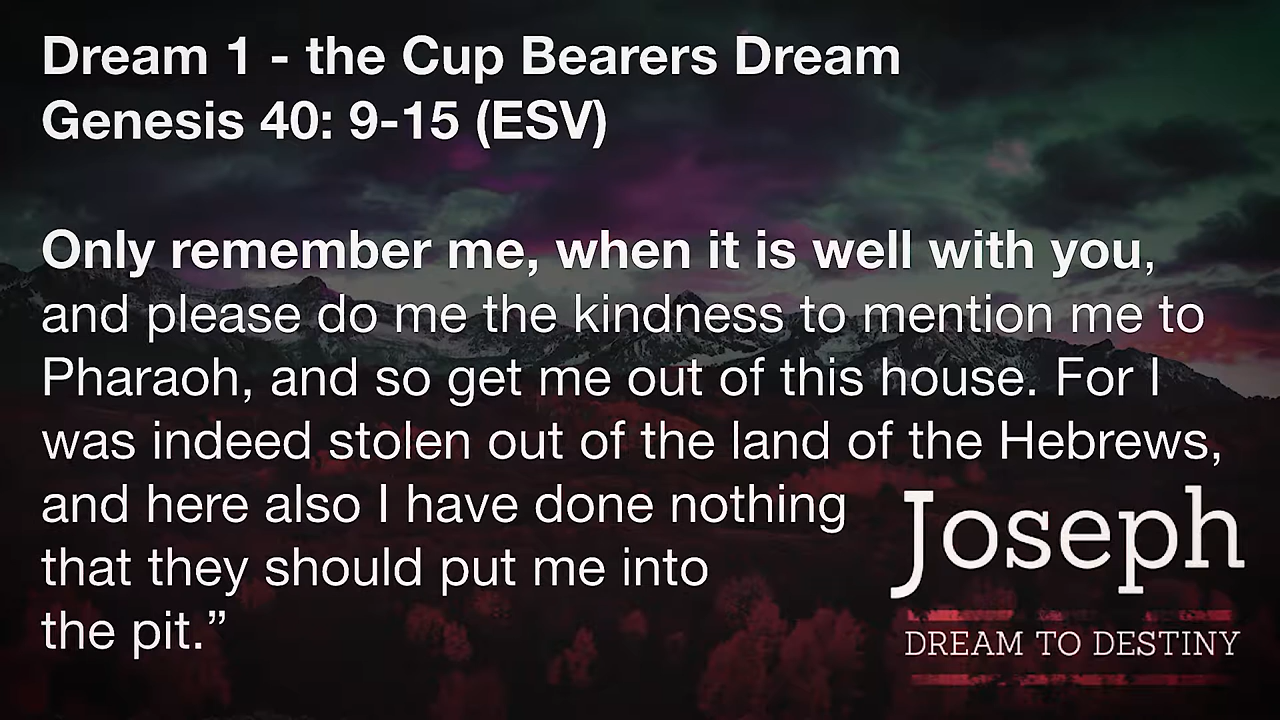 Dream 1 - the Cup Bearers Dream
Genesis 40: 9-15 (ESV)
Only remember me, when it is well with you,
and please do me the kindness to mention me to
Pharaoh, and so get me out of this house. For I
was indeed stolen out of the land of the Hebrews,
and here also I have done nothing
that they should put me into
the pit.”
Joseph
DREAM TO DESTINY